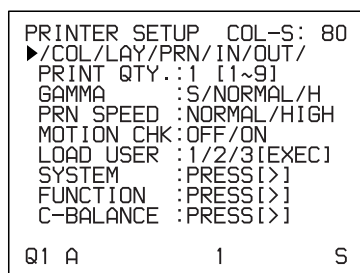 PRINTER SETUP COL-S: 80
▶/COL/LAY/PRN/IN/OUT/
PRINT QTY.:1 [1~9]
GAMMA :S/NORMAL/H
PRN SPEED :NORMAL/HIGH
MOTION CHK:OFF/ON
LOAD USER :1/2/3[EXEC]
SYSTEM :PRESS[>]
FUNCTION :PRESS[>]
C-BALANCE :PRESS[>]
Q1 A 1 S